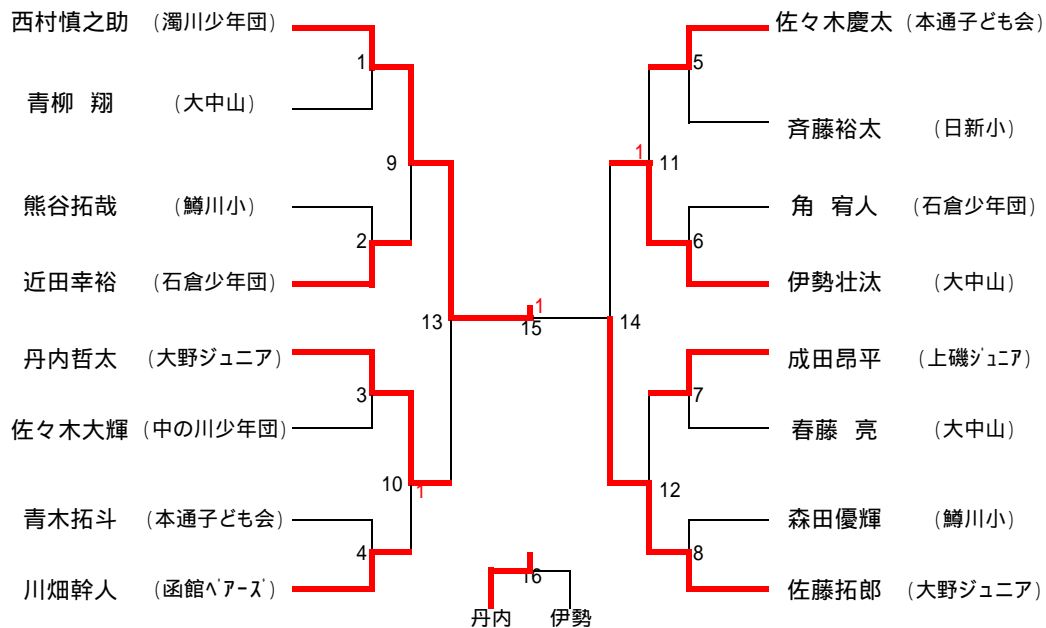 西村慎之助 (濁川少年団)
1
青柳 翔 (大中山)
9
熊谷拓哉 (鱒川小)
2
近田幸裕 (石倉少年団)
13
丹内哲太 (大野ジュニア)
3
佐々木大輝 (中の川少年団)
10
1
青木拓斗 (本通子ども会)
4
川畑幹人 (函館ベアーズ)
1
15
佐々木慶太 (本通子ども会)
5
斉藤裕太 (日新小)
1
11
角 宥人 (石倉少年団)
6
伊勢壮汰 (大中山)
14
成田昂平 (上磯ジュニア)
7
春藤 亮 (大中山)
12
森田優輝 (鱒川小)
8
佐藤拓郎 (大野ジュニア)
16
丹内 伊勢